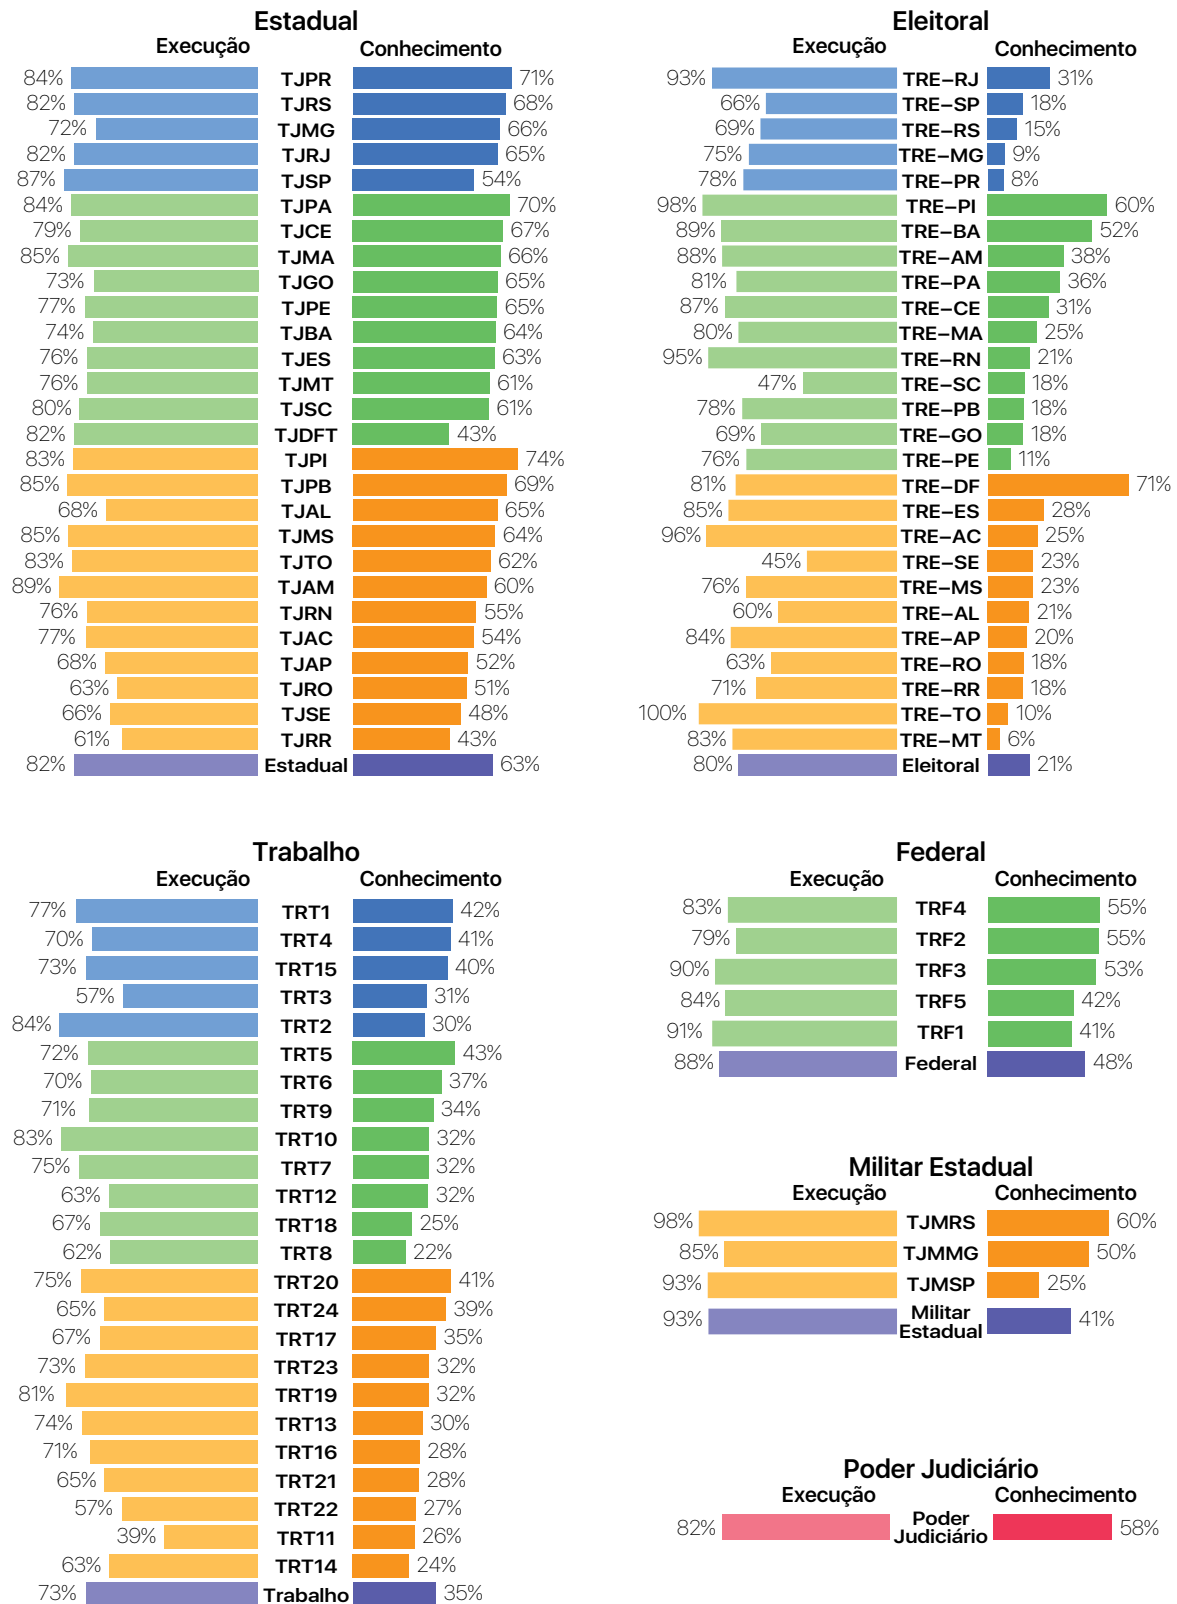 Estadual
Execução Conhecimento
84% TJPR 71%
82% TJRS 68%
72% TJMG 66%
82% TJRJ 65%
87% TJSP 54%
84% TJPA 70%
79% TJCE 67%
85% TJMA 66%
73% TJGO 65%
77% TJPE 65%
74% TJBA 64%
76% TJES 63%
76% TJMT 61%
80% TJSC 61%
82% TJDFT 43%
83% TJPI 74%
85% TJPB 69%
68% TJAL 65%
85% TJMS 64%
83% TJTO 62%
89% TJAM 60%
76% TJRN 55%
77% TJAC 54%
68% TJAP 52%
63% TJRO 51%
66% TJSE 48%
61% TJRR 43%
82% Estadual 63%
Eleitoral
Execução Conhecimento
93% TRE–RJ 31%
66% TRE–SP 18%
69% TRE–RS 15%
75% TRE–MG 9%
78% TRE–PR 8%
98% TRE–PI 60%
89% TRE–BA 52%
88% TRE–AM 38%
81% TRE–PA 36%
87% TRE–CE 31%
80% TRE–MA 25%
95% TRE–RN 21%
47% TRE–SC 18%
78% TRE–PB 18%
69% TRE–GO 18%
76% TRE–PE 11%
81% TRE–DF 71%
85% TRE–ES 28%
96% TRE–AC 25%
45% TRE–SE 23%
76% TRE–MS 23%
60% TRE–AL 21%
84% TRE–AP 20%
63% TRE–RO 18%
71% TRE–RR 18%
100% TRE–TO 10%
83% TRE–MT 6%
80% Eleitoral 21%
Trabalho
Execução Conhecimento
77% TRT1 42%
70% TRT4 41%
73% TRT15 40%
57% TRT3 31%
84% TRT2 30%
72% TRT5 43%
70% TRT6 37%
71% TRT9 34%
83% TRT10 32%
75% TRT7 32%
63% TRT12 32%
67% TRT18 25%
62% TRT8 22%
75% TRT20 41%
65% TRT24 39%
67% TRT17 35%
73% TRT23 32%
81% TRT19 32%
74% TRT13 30%
71% TRT16 28%
65% TRT21 28%
57% TRT22 27%
39% TRT11 26%
63% TRT14 24%
73% Trabalho 35%
Federal
Execução Conhecimento
83% TRF4 55%
79% TRF2 55%
90% TRF3 53%
84% TRF5 42%
91% TRF1 41%
88% Federal 48%
Militar Estadual
Execução Conhecimento
98% TJMRS 60%
85% TJMMG 50%
93% TJMSP 25%
93% Militar 41%
Estadual
Poder Judiciário
Execução Conhecimento
82% Poder 58%
Judiciário